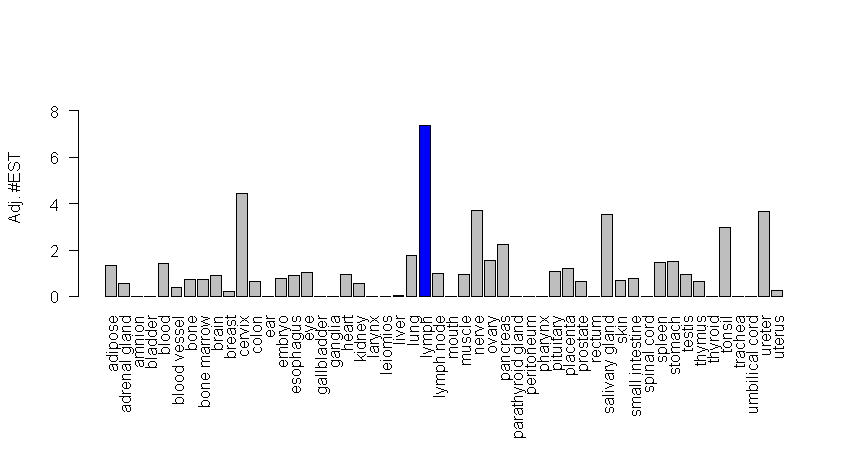 Adj. #EST
8
6
4
2
0
adipose
adrenal gland
amnion
bladder
blood
blood vessel
bone
bone marrow
brain
breast
cervix
colon
ear
embryo
esophagus
eye
gallbladder
ganglia
heart
kidney
larynx
leiomios
liver
lung
lymph
lymph node
mouth
muscle
nerve
ovary
pancreas
parathyroid gland
peritoneum
pharynx
pituitary
placenta
prostate
rectum
salivary gland
skin
small intestine
spinal cord
spleen
stomach
testis
thymus
thyroid
tonsil
trachea
umbilical cord
ureter
uterus